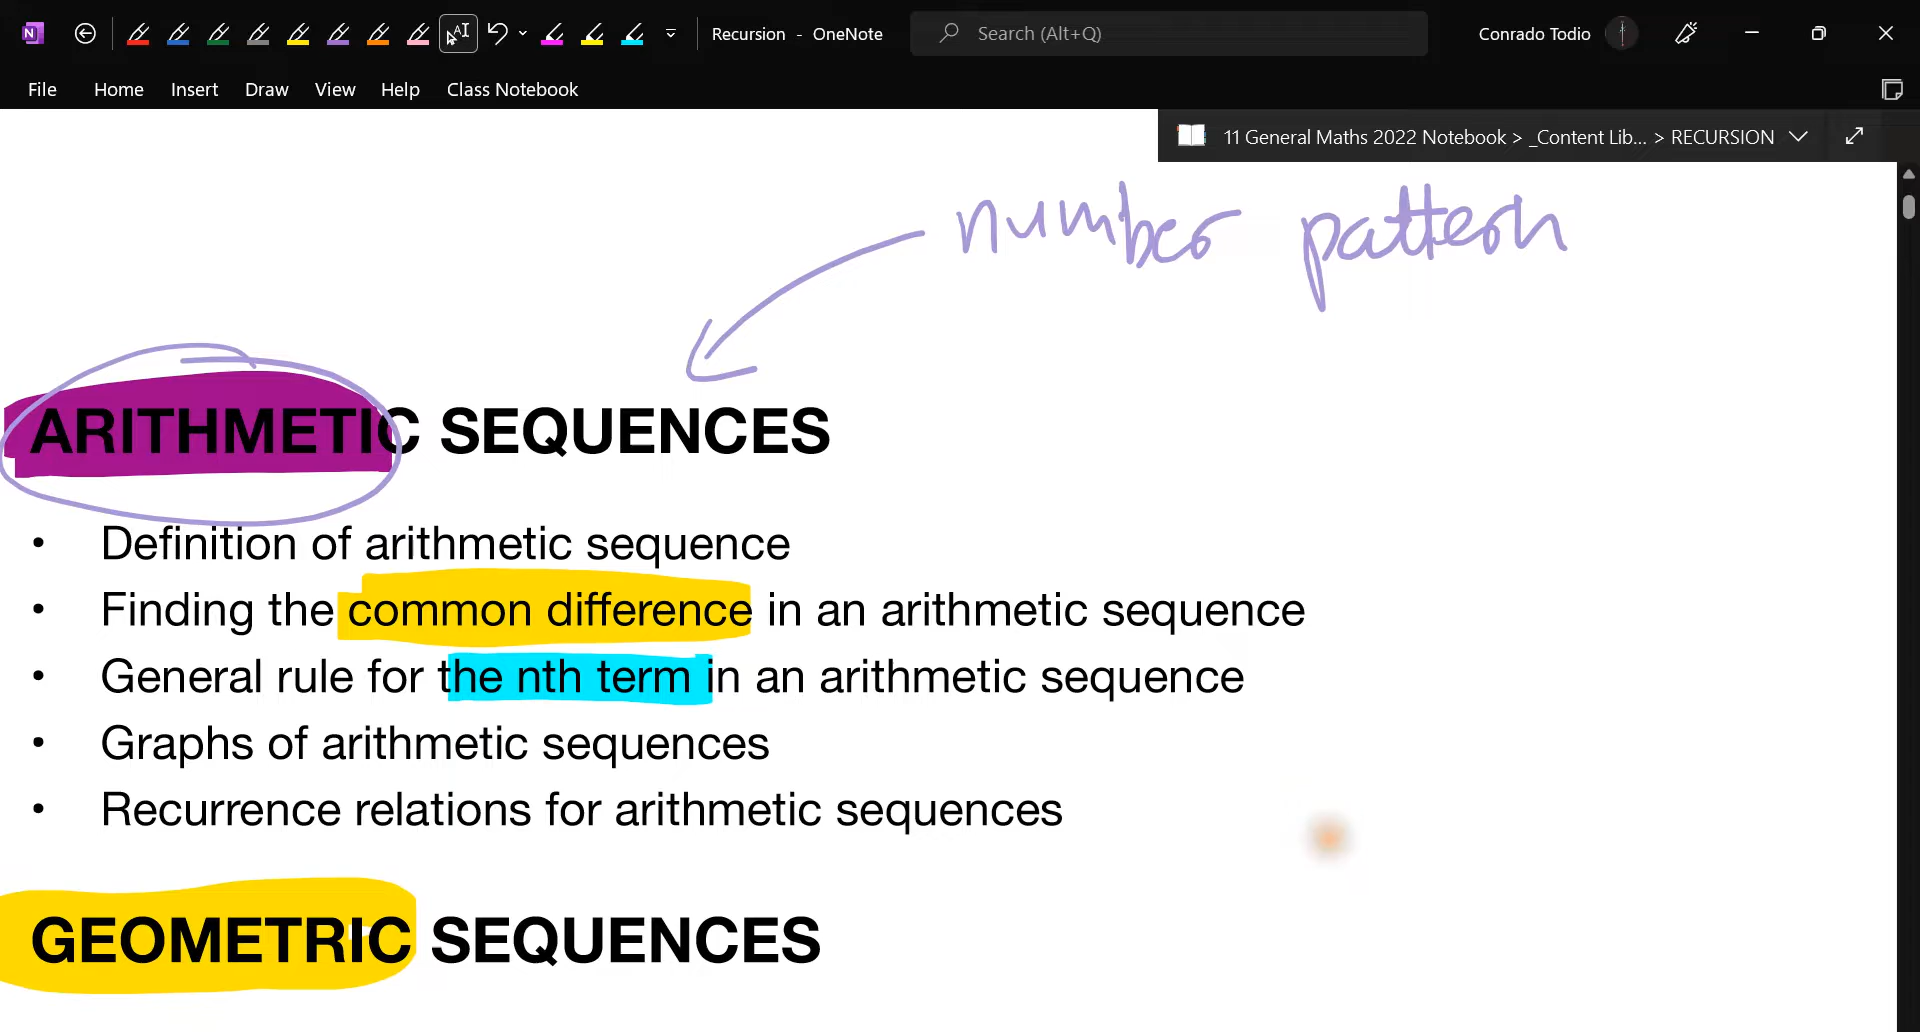 Recursion - OneNote
Search (Alt+Q)
Conrado Todio
File Home Insert Draw View Help Class Notebook
11 General Maths 2022 Notebook > _Content Lib... > RECURSION
number pattern
ARITHMETIC SEQUENCES
• Definition of arithmetic sequence
• Finding the common difference in an arithmetic sequence
• General rule for the nth term in an arithmetic sequence
• Graphs of arithmetic sequences
• Recurrence relations for arithmetic sequences
GEOMETRIC SEQUENCES